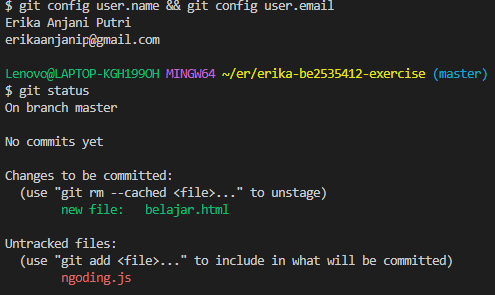 $ git config user.name && git config user.email
Erika Anjani Putri
erikaanjanip@gmail.com
Lenovo@LAPTOP-KGH199OH MINGW64 ~/er/erika-be2535412-exercise (master)
$ git status
On branch master
No commits yet
Changes to be committed:
(use "git rm --cached <file>..." to unstage)
new file:   belajar.html
Untracked files:
(use "git add <file>..." to include in what will be committed)
ngoding.js